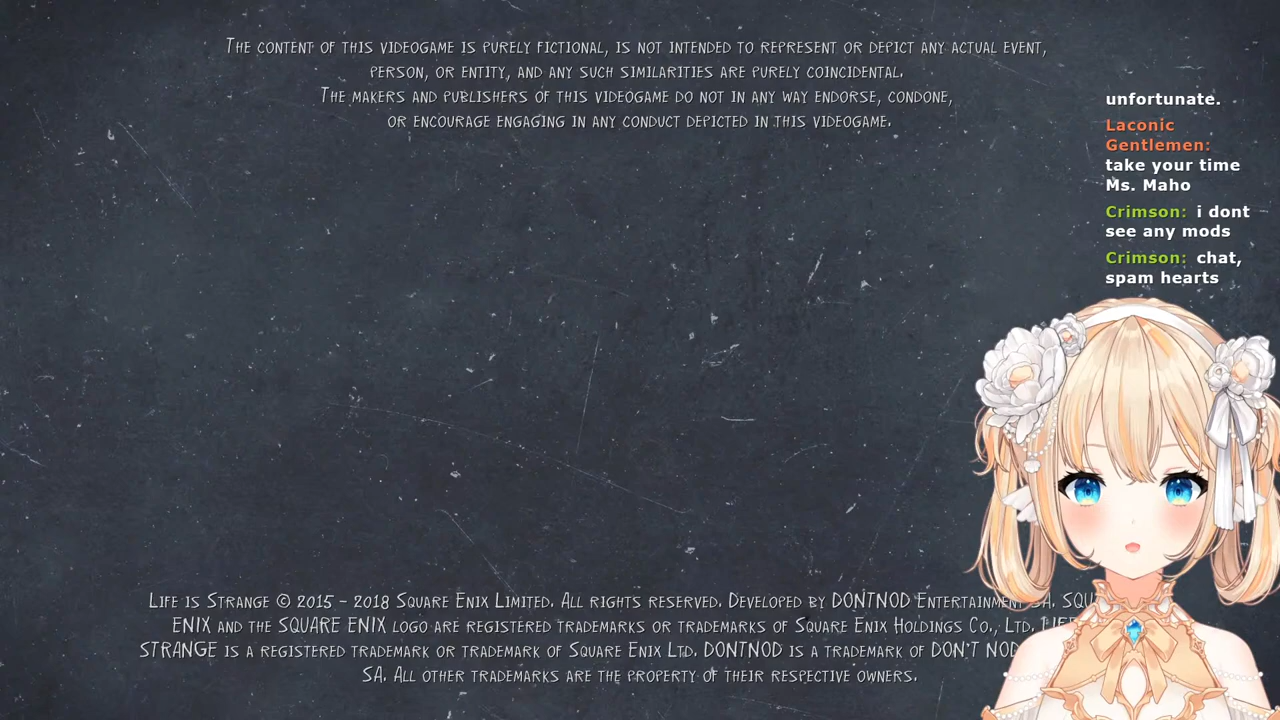 The content of this videogame is purely fictional, is not intended to represent or depict any actual event,
person, or entity, and any such similarities are purely coincidental.
The makers and publishers of this videogame do not in any way endorse, condone,
or encourage engaging in any conduct depicted in this videogame.
unfortunate.
Laconic
Gentlemen:
take your time
Ms. Maho
Crimson: i dont
see any mods
Crimson: chat,
spam hearts
Life is Strange © 2015 - 2018 Square Enix Limited. All rights reserved. Developed by DONTNOD Entertainment SA.
ENIX and the SQUARE ENIX logo are registered trademarks or trademarks of Square Enix Holdings Co., Ltd.
STRANGE is a registered trademark or trademark of Square Enix Ltd. DONTNOD is a trademark of DON'T NOD
SA. All other trademarks are the property of their respective owners.